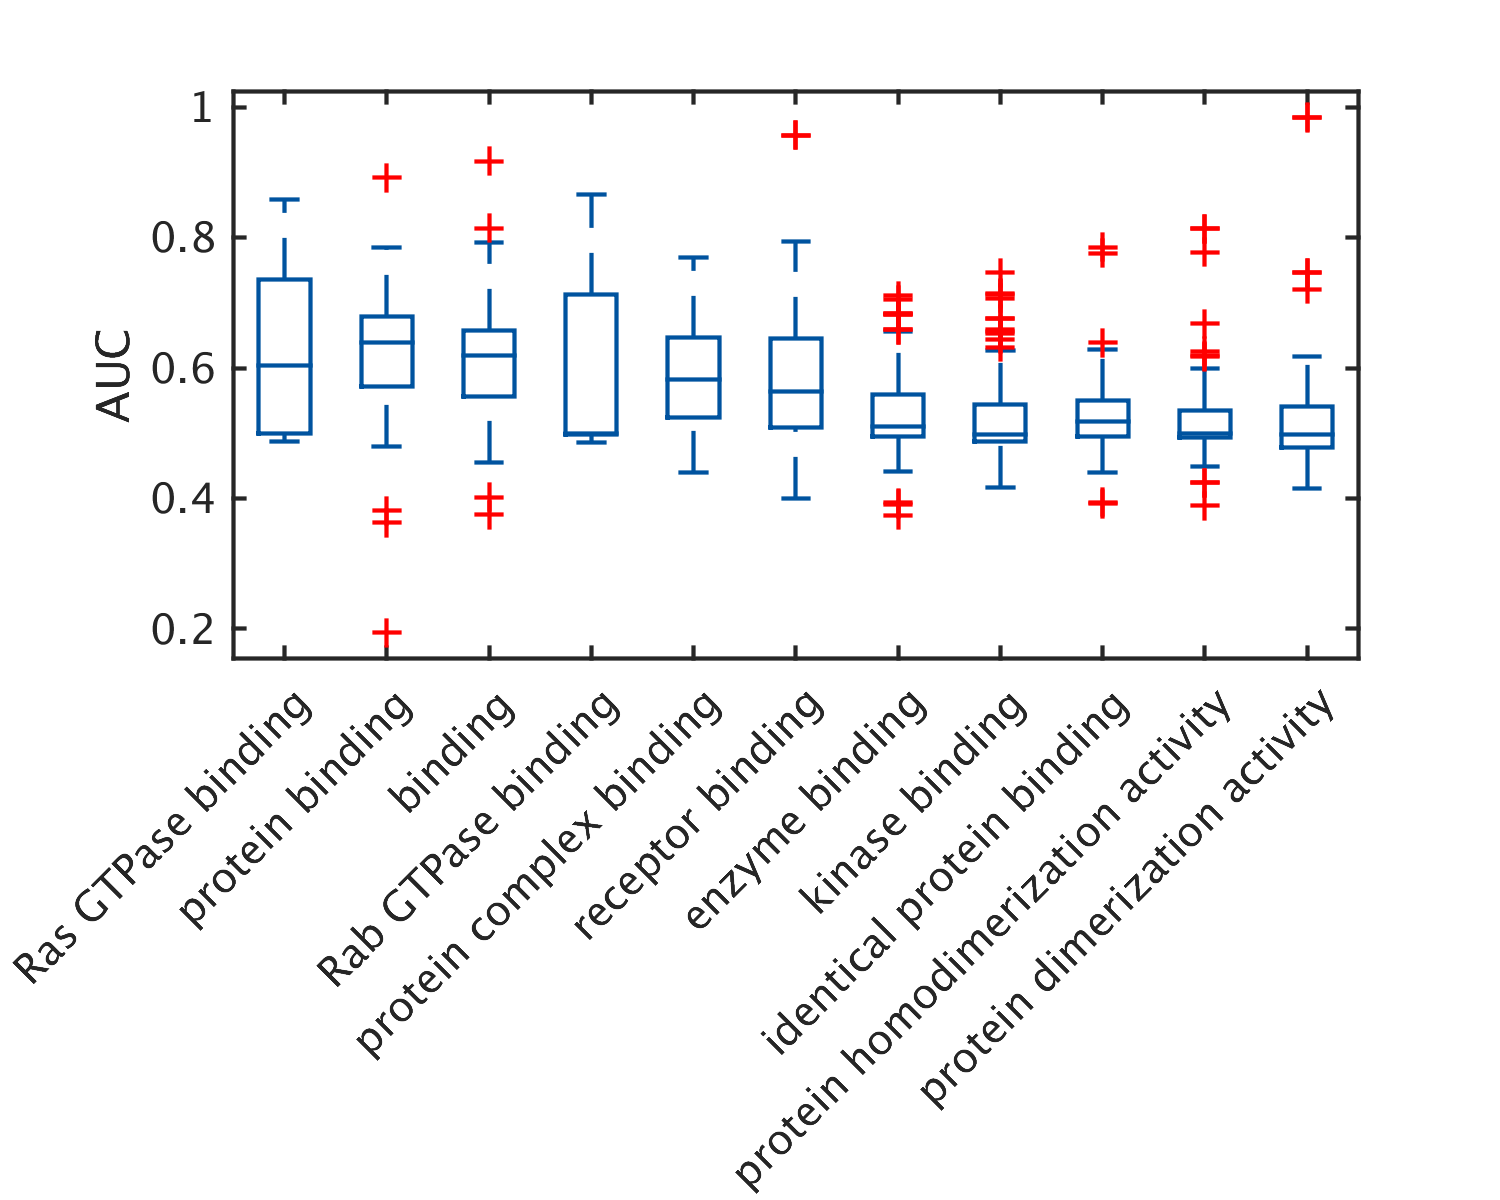 1
0.8
0.6
0.4
0.2
AUC
Ras GTPase binding
protein binding
binding
Rab GTPase binding
protein complex binding
receptor binding
enzyme binding
kinase binding
identical protein binding
protein homodimerization activity
protein dimerization activity